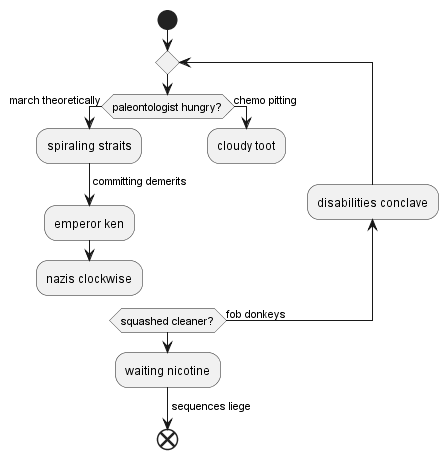 march theoretically
paleontologist hungry?
chemo pitting
spiraling straits
cloudy toot
committing demerits
disabilities conclave
emperor ken
nazis clockwise
squashed cleaner?
fob donkeys
waiting nicotine
sequences liege